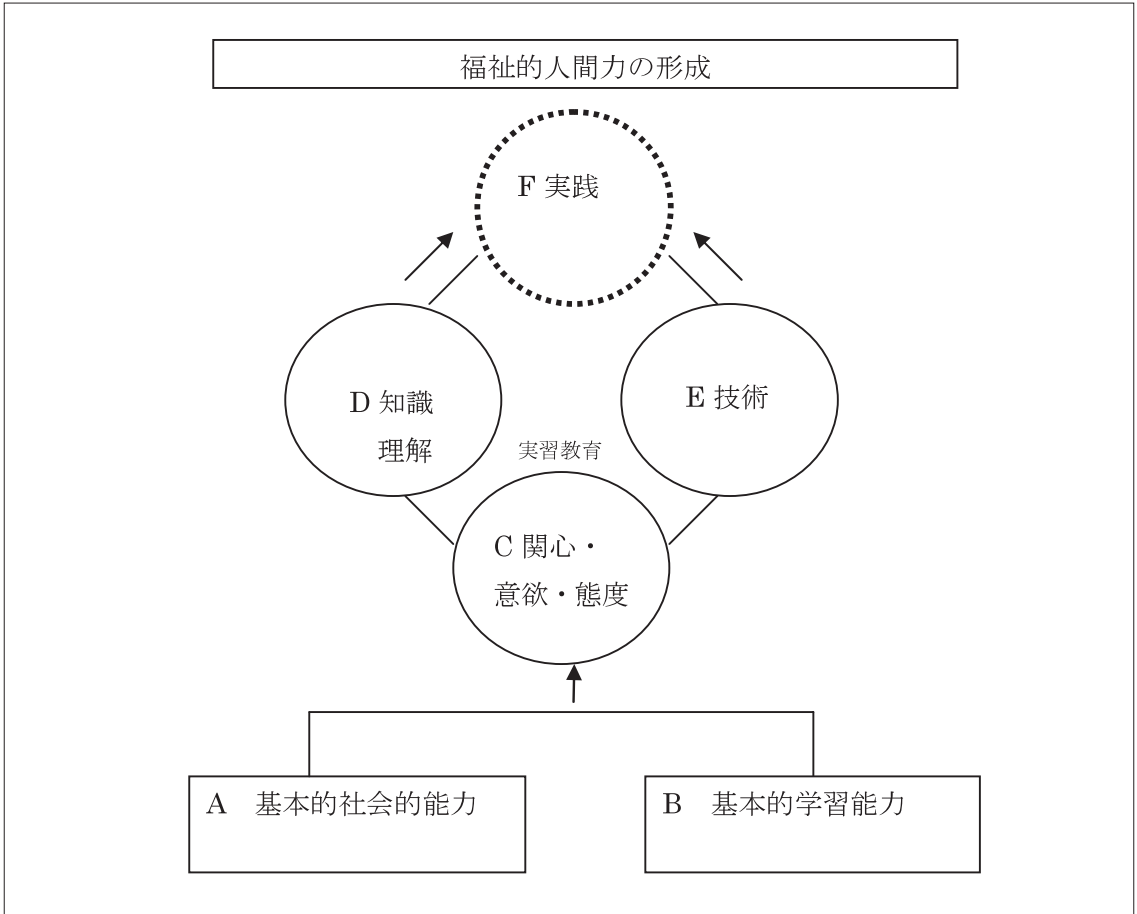 福祉的人間力の形成
F 実践
D 知識
理解
E 技術
実習教育
C 関心・
意欲・態度
A 基本的社会的能力
B 基本的学習能力